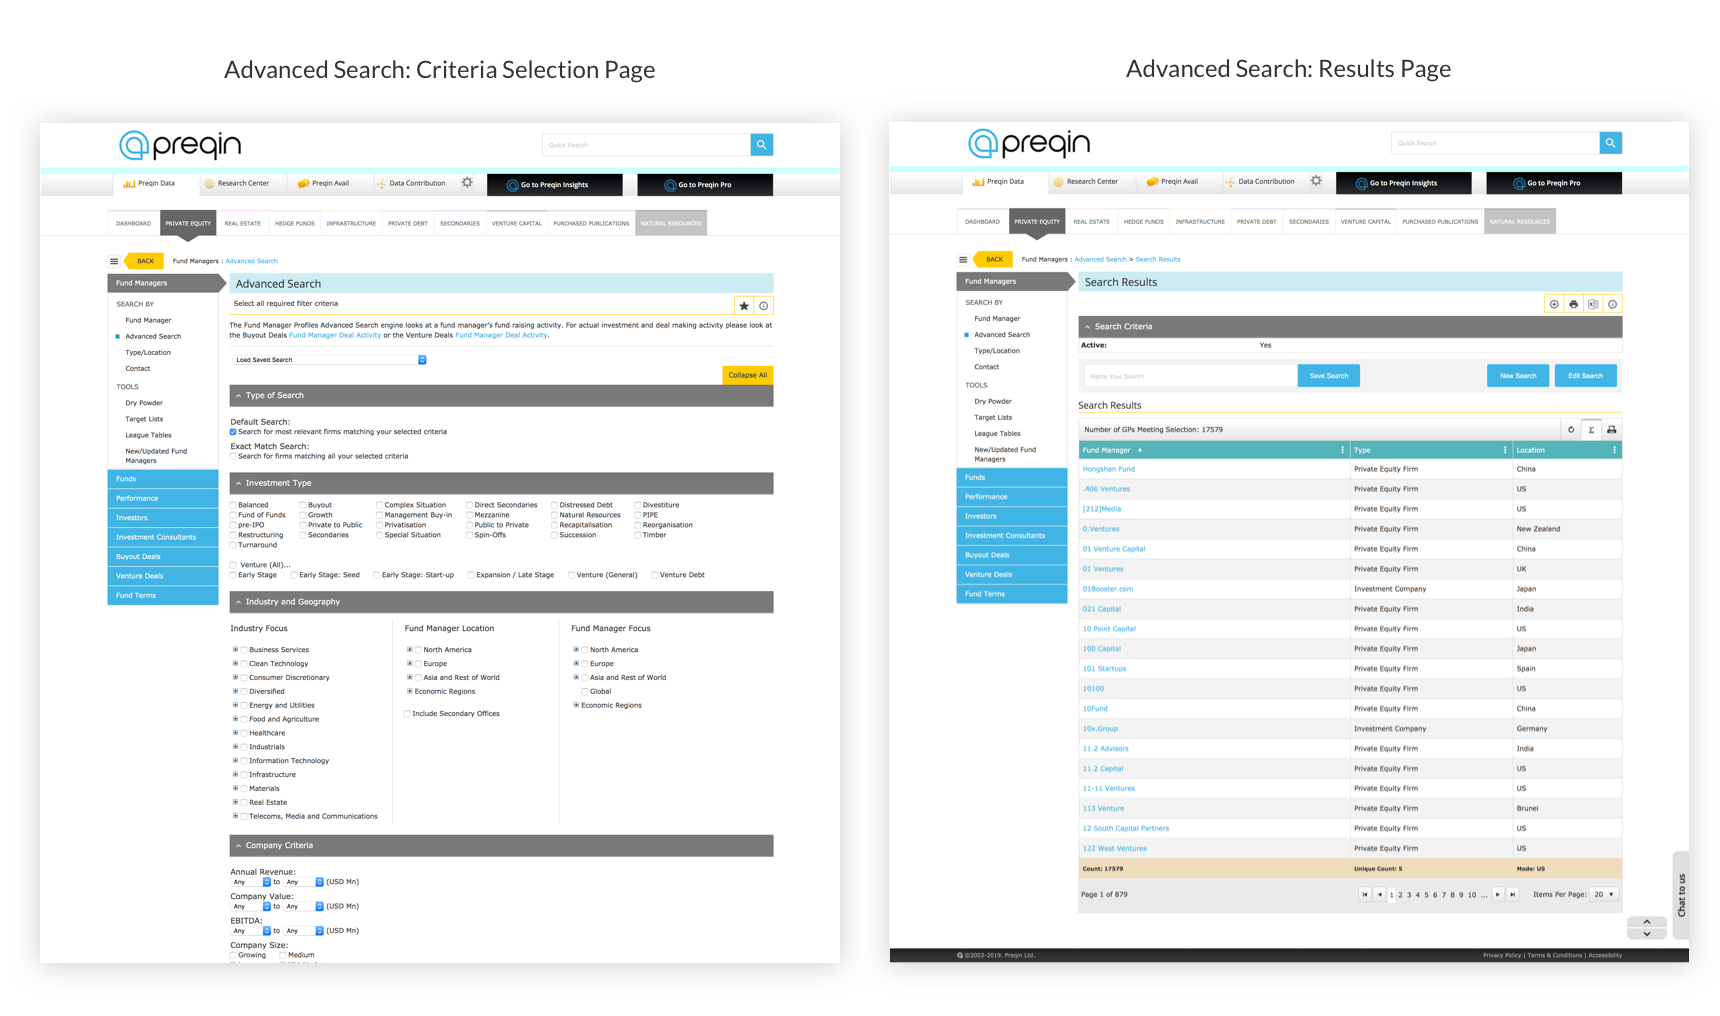 Advanced Search: Criteria Selection Page
preqin
Quick Search
Preqin Data
Research Center
Preqin Avail
Data Contribution
Go to Preqin Insights
Go to Preqin Pro
DASHBOARD
PRIVATE EQUITY
REAL ESTATE
HEDGE FUNDS
INFRASTRUCTURE
PRIVATE DEBT
SECONDARIES
VENTURE CAPITAL
PURCHASED PUBLICATIONS
NATURAL RESOURCES
BACK
Fund Managers : Advanced Search
Fund Managers
SEARCH BY
Fund Manager
Advanced Search
Type/Location
Contact
TOOLS
Dry Powder
Target Lists
League Tables
New/Updated Fund
Managers
Funds
Performance
Investors
Investment Consultants
Buyout Deals
Venture Deals
Fund Terms
Advanced Search
Select all required filter criteria
The Fund Manager Profiles Advanced Search engine looks at a fund manager's fund raising activity. For actual investment and deal making activity please look at
the Buyout Deals Fund Manager Deal Activity or the Venture Deals Fund Manager Deal Activity.
Load Saved Search
Collapse All
Type of Search
Default Search:
Search for most relevant firms matching your selected criteria
Exact Match Search:
Search for firms matching all your selected criteria
Investment Type
Balanced Buyout Complex Situation Direct Secondaries Distressed Debt Divestiture
Fund of Funds Growth Management Buy-in Mezzanine Natural Resources PIPE
pre-IPO Private to Public Privatisation Public to Private Recapitalisation Reorganisation
Restructuring Secondaries Special Situation Spin-Offs Succession Timber
Turnaround
Venture (All)...
Early Stage Early Stage: Seed Early Stage: Start-up Expansion / Late Stage Venture (General) Venture Debt
Industry and Geography
Industry Focus
Business Services
Clean Technology
Consumer Discretionary
Diversified
Energy and Utilities
Food and Agriculture
Healthcare
Industrials
Information Technology
Infrastructure
Materials
Real Estate
Telecoms, Media and Communications
Fund Manager Location
North America
Europe
Asia and Rest of World
Economic Regions
Include Secondary Offices
Fund Manager Focus
North America
Europe
Asia and Rest of World
Global
Economic Regions
Company Criteria
Annual Revenue:
Any to Any (USD Mn)
Company Value:
Any to Any (USD Mn)
EBITDA:
Any to Any (USD Mn)
Company Size:
Growing Medium
Advanced Search: Results Page
preqin
Quick Search
Preqin Data
Research Center
Preqin Avail
Data Contribution
Go to Preqin Insights
Go to Preqin Pro
DASHBOARD
PRIVATE EQUITY
REAL ESTATE
HEDGE FUNDS
INFRASTRUCTURE
PRIVATE DEBT
SECONDARIES
VENTURE CAPITAL
PURCHASED PUBLICATIONS
NATURAL RESOURCES
BACK
Fund Managers : Advanced Search > Search Results
Fund Managers
SEARCH BY
Fund Manager
Advanced Search
Type/Location
Contact
TOOLS
Dry Powder
Target Lists
League Tables
New/Updated Fund
Managers
Funds
Performance
Investors
Investment Consultants
Buyout Deals
Venture Deals
Fund Terms
Search Results
Search Criteria
Active: Yes
Name Your Search
Save Search
New Search
Edit Search
Search Results
Number of GPs Meeting Selection: 17579
Fund Manager Type Location
Hongshan Fund Private Equity Firm China
.406 Ventures Private Equity Firm US
[212]Media Private Equity Firm US
0.Ventures Private Equity Firm New Zealand
01 Venture Capital Private Equity Firm China
01 Ventures Private Equity Firm UK
01Booster.com Investment Company Japan
021 Capital Private Equity Firm India
10 Point Capital Private Equity Firm US
100 Capital Private Equity Firm Japan
101 Startups Private Equity Firm Spain
10100 Private Equity Firm US
10Fund Private Equity Firm China
10x.Group Investment Company Germany
11.2 Advisors Private Equity Firm India
11.2 Capital Private Equity Firm US
11-11 Ventures Private Equity Firm US
113 Venture Private Equity Firm Brunei
12 South Capital Partners Private Equity Firm US
122 West Ventures Private Equity Firm US
Count: 17579 Unique Count: 5 Mode: US
Page 1 of 879
1 2 3 4 5 6 7 8 9 10 ...
Items Per Page: 20
Chat to us
©2002-2019. Preqin Ltd.
Privacy Policy | Terms & Conditions | Accessibility